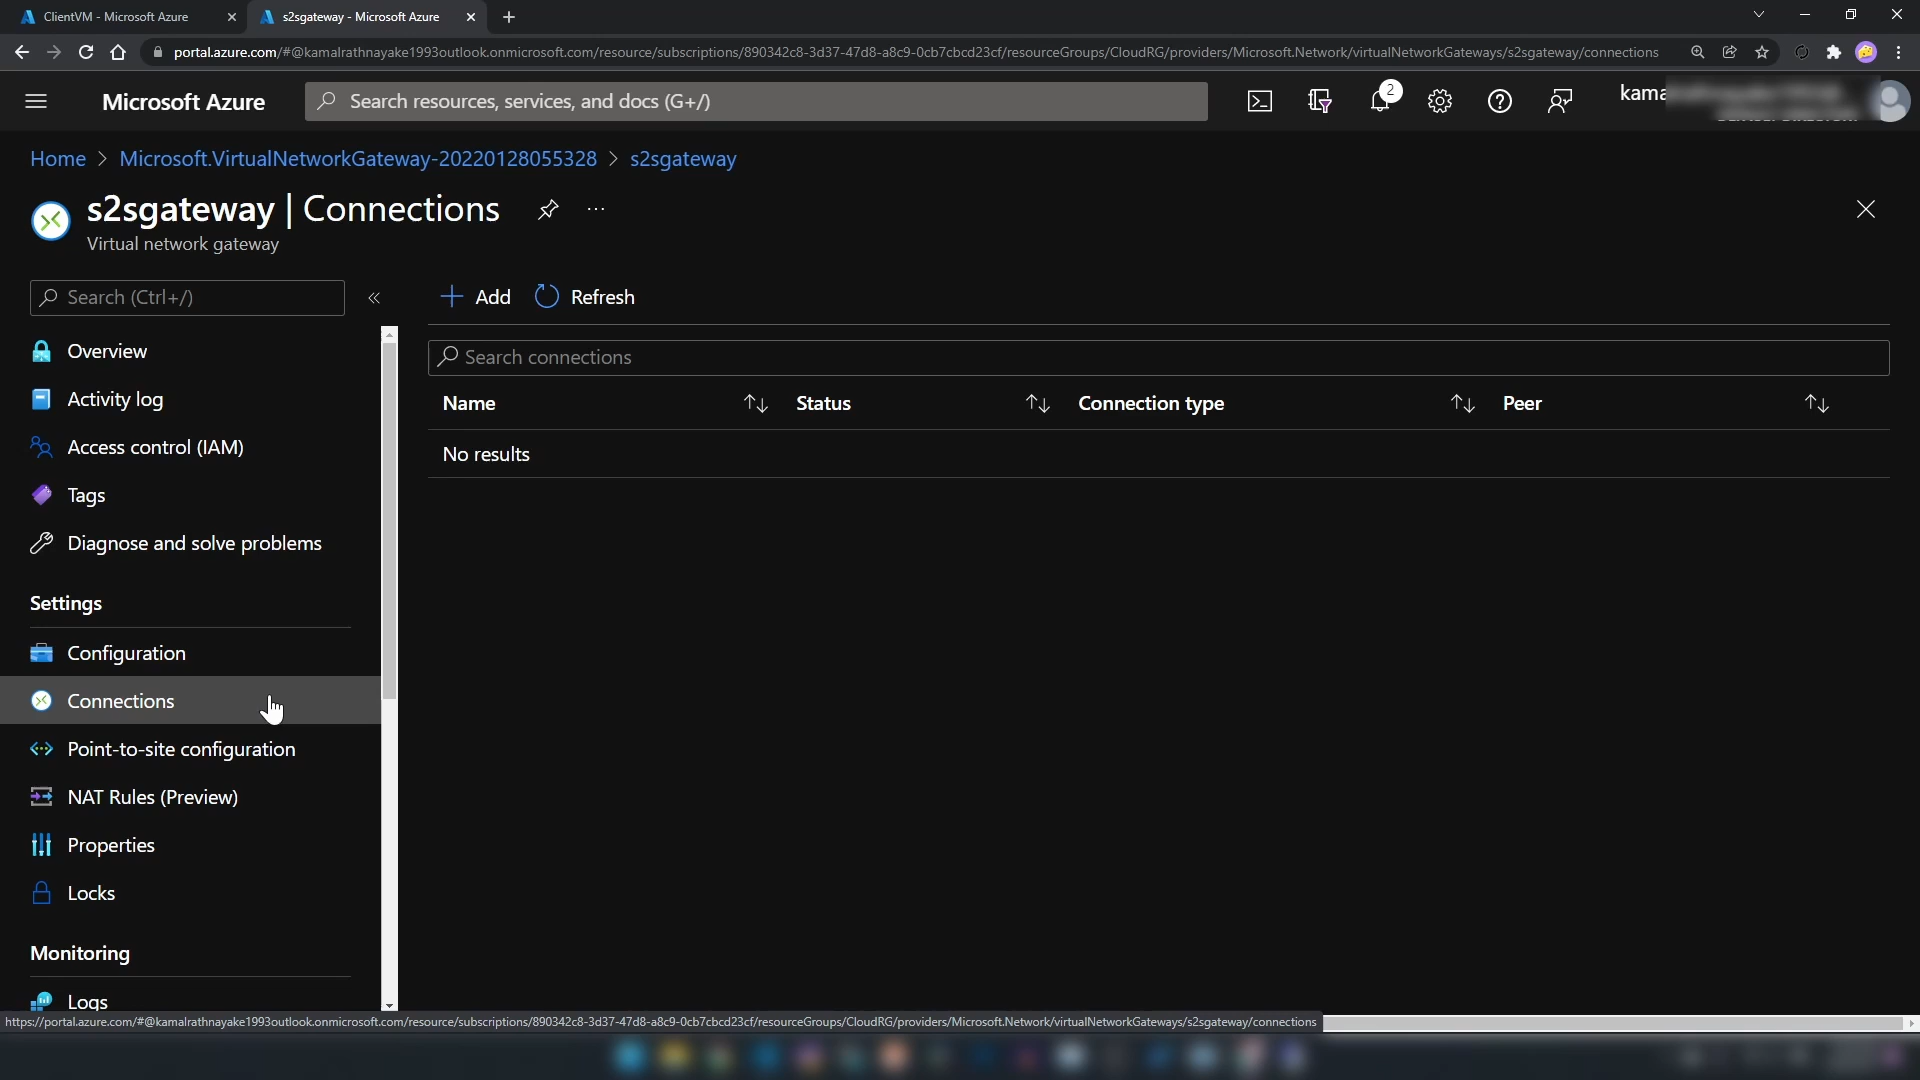 ClientVM - Microsoft Azure
s2sgateway - Microsoft Azure
portal.azure.com/#@kamalrathnayake1993outlook.onmicrosoft.com/resource/subscriptions/890342c8-3d37-47d8-a8c9-0cb7cbcd23cf/resourceGroups/CloudRG/providers/Microsoft.Network/virtualNetworkGateways/s2sgateway/connections
Microsoft Azure
Search resources, services, and docs (G+/)
2
kama
Home > Microsoft.VirtualNetworkGateway-20220128055328 > s2sgateway
s2sgateway | Connections
Virtual network gateway
Search (Ctrl+/)
Add
Refresh
Overview
Activity log
Access control (IAM)
Tags
Diagnose and solve problems
Settings
Configuration
Connections
Point-to-site configuration
NAT Rules (Preview)
Properties
Locks
Monitoring
Logs
Search connections
Name Status Connection type Peer
No results
https://portal.azure.com/#@kamalrathnayake1993outlook.onmicrosoft.com/resource/subscriptions/890342c8-3d37-47d8-a8c9-0cb7cbcd23cf/resourceGroups/CloudRG/providers/Microsoft.Network/virtualNetworkGateways/s2sgateway/connections